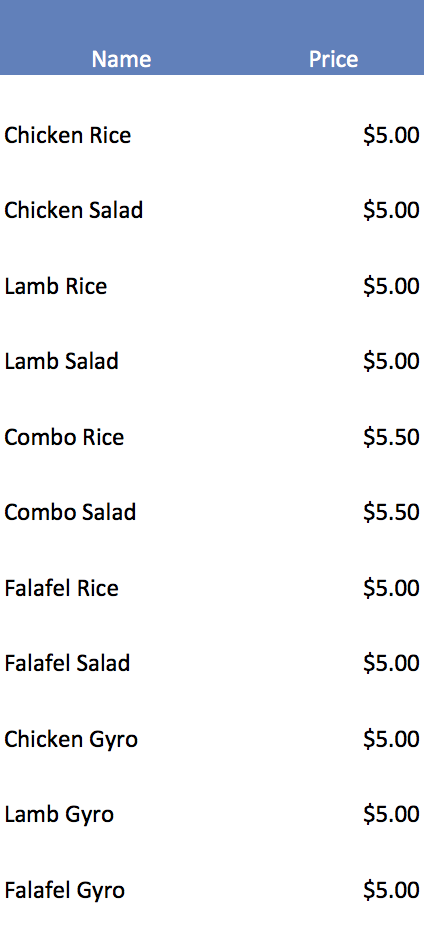 Name Price
Chicken Rice $5.00
Chicken Salad $5.00
Lamb Rice $5.00
Lamb Salad $5.00
Combo Rice $5.50
Combo Salad $5.50
Falafel Rice $5.00
Falafel Salad $5.00
Chicken Gyro $5.00
Lamb Gyro $5.00
Falafel Gyro $5.00